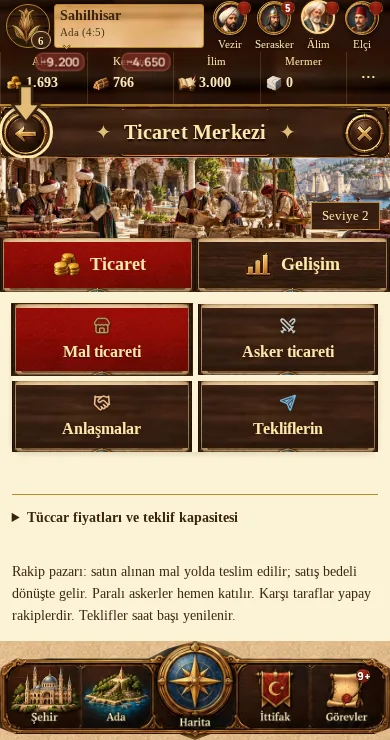 Sahilhisar
Ada (4:5)
6
5
Vezir
Serasker
Âlim
Elçi
-9.200
-4.650
İlim
Mermer
1.693
766
3.000
0
...
Ticaret Merkezi
Seviye 2
Ticaret
Gelişim
Mal ticareti
Asker ticareti
Anlaşmalar
Tekliflerin
Tüccar fiyatları ve teklif kapasitesi
Rakip pazarı: satın alınan mal yolda teslim edilir; satış bedeli
dönüşte gelir. Paralı askerler hemen katılır. Karşı taraflar yapay
rakiplerdir. Teklifler saat başı yenilenir.
9+
Şehir
Ada
Harita
İttifak
Görevler